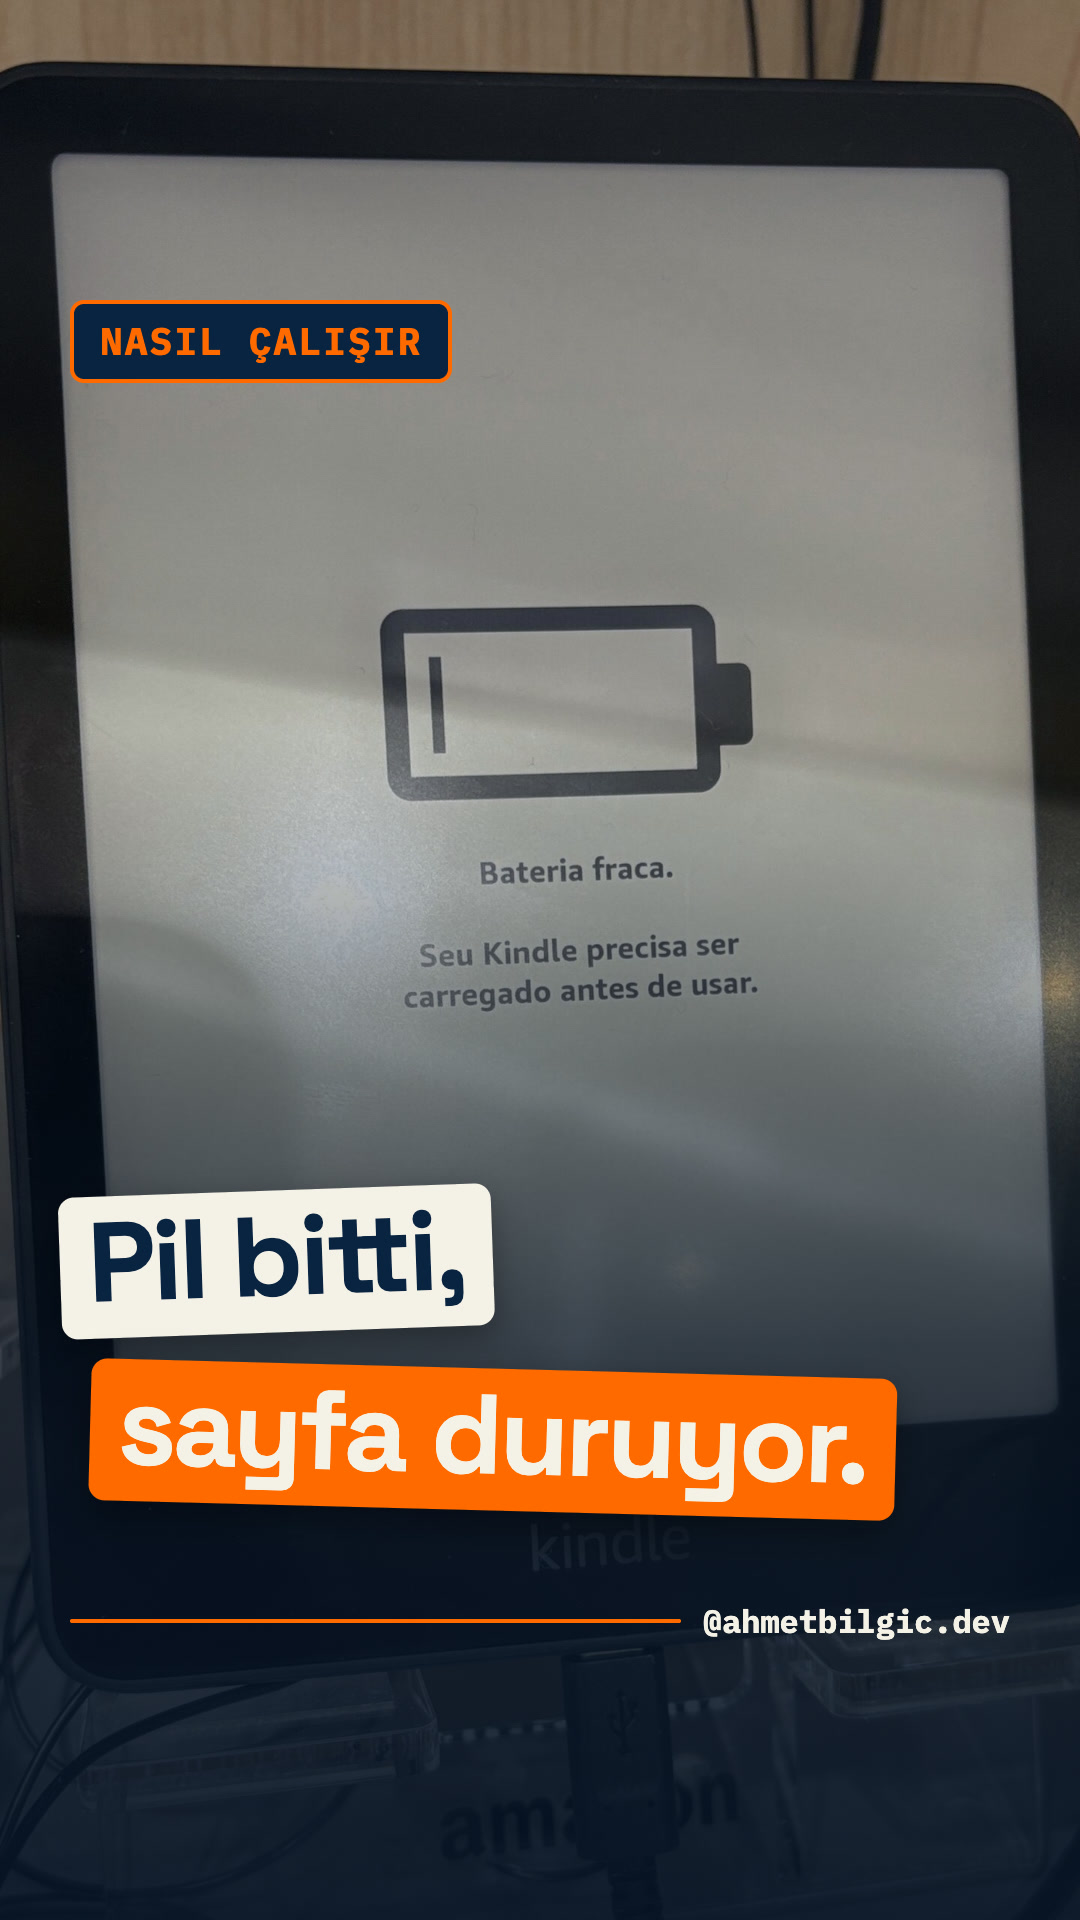 NASIL ÇALIŞIR
Bateria fraca.
Seu Kindle precisa ser
carregado antes de usar.
Pil bitti,
sayfa duruyor.
kindle
@ahmetbilgic.dev
amazon